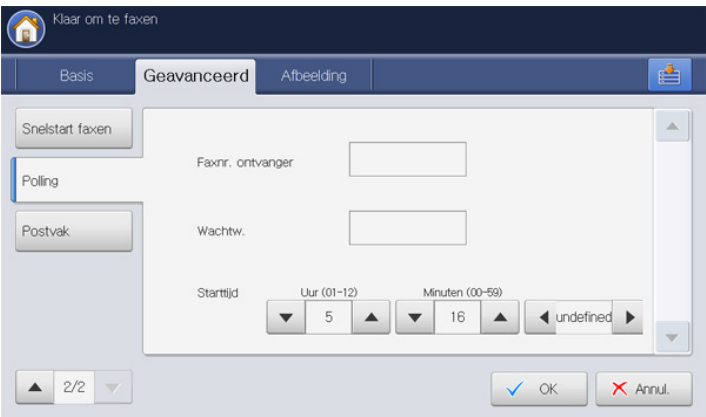 Klaar om te faxen
Basis
Geavanceerd
Afbeelding
Snelstart faxen
Polling
Postvak
Faxnr. ontvanger
Wachtw.
Starttijd
Uur (01-12)
Minuten (00-59)
5
16
undefined
2/2
OK
Annul.